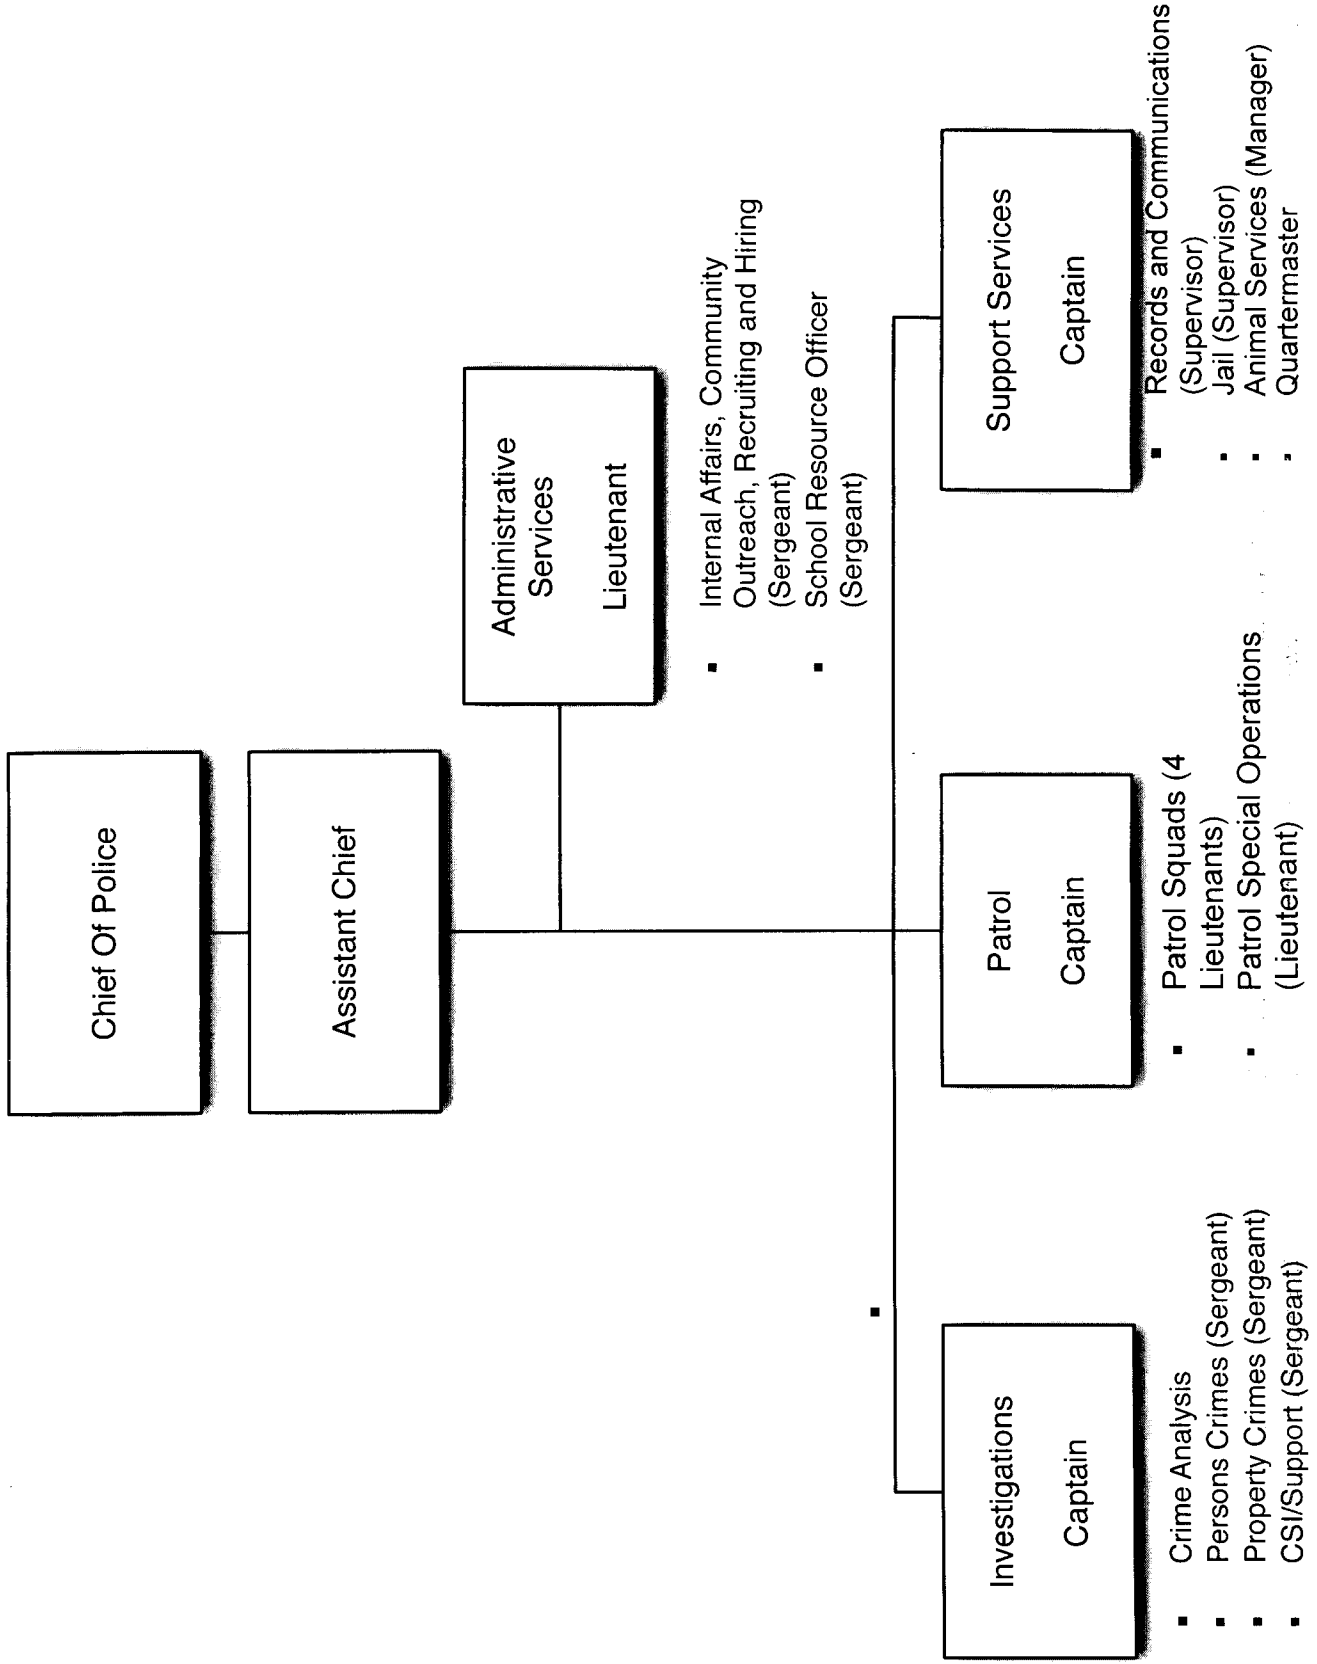 Chief Of Police
Assistant Chief
Administrative
Services
Lieutenant
▪ Internal Affairs, Community
Outreach, Recruiting and Hiring
(Sergeant)
▪ School Resource Officer
(Sergeant)
Investigations
Captain
▪ Crime Analysis
▪ Persons Crimes (Sergeant)
▪ Property Crimes (Sergeant)
▪ CSI/Support (Sergeant)
Patrol
Captain
▪ Patrol Squads (4
Lieutenants)
▪ Patrol Special Operations
(Lieutenant)
Support Services
Captain
▪ Records and Communications
(Supervisor)
▪ Jail (Supervisor)
▪ Animal Services (Manager)
▪ Quartermaster